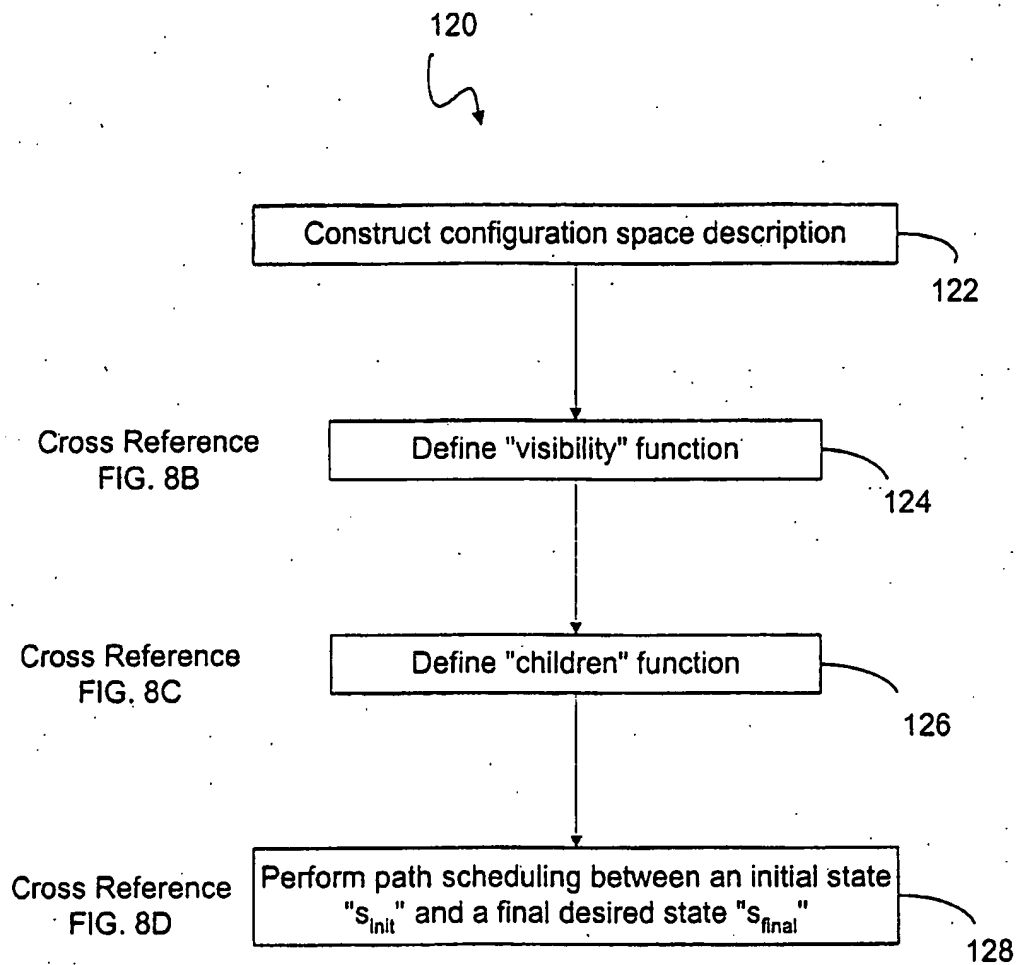 120
Construct configuration space description
122
Cross Reference
FIG. 8B
Define "visibility" function
124
Cross Reference
FIG. 8C
Define "children" function
126
Cross Reference
FIG. 8D
Perform path scheduling between an initial state
"s_init" and a final desired state "s_final"
128